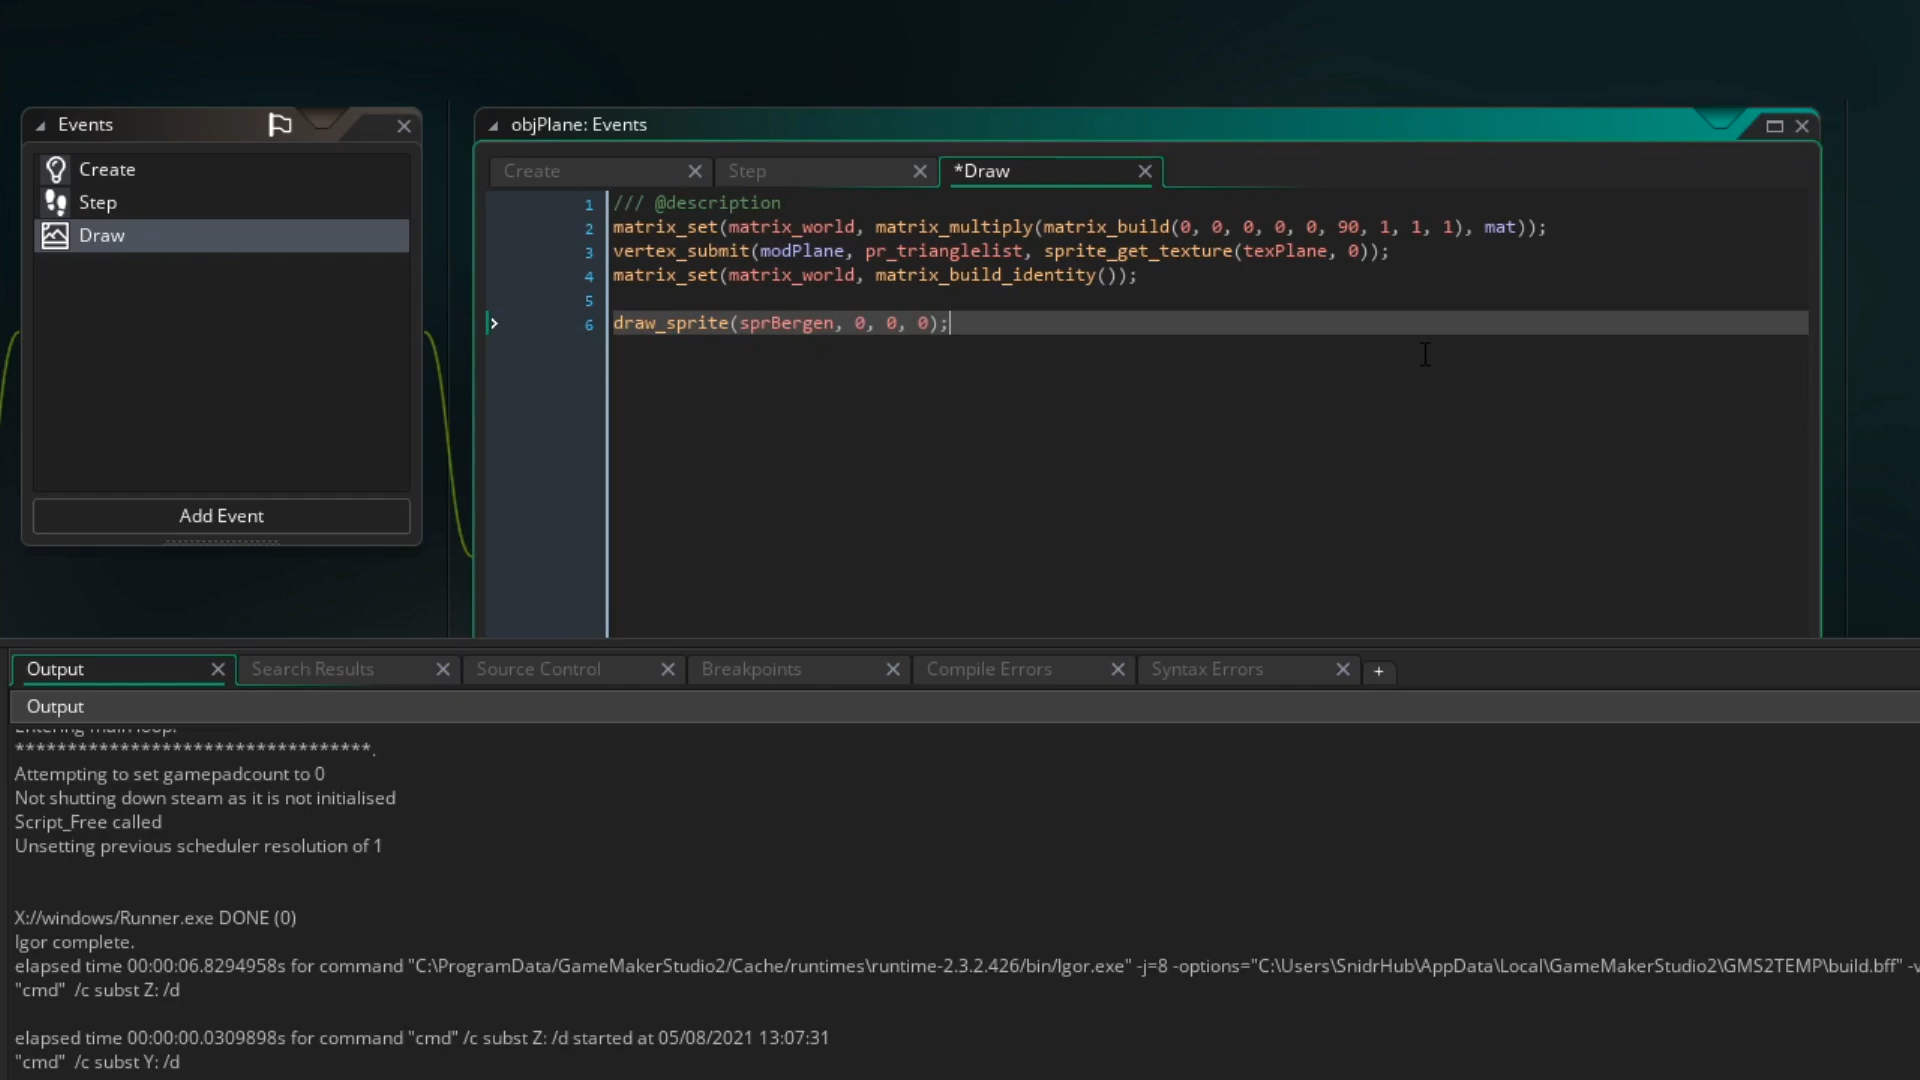 Events
Create
Step
Draw
Add Event
objPlane: Events
Create
Step
*Draw
1 /// @description
2 matrix_set(matrix_world, matrix_multiply(matrix_build(0, 0, 0, 0, 0, 90, 1, 1, 1), mat));
3 vertex_submit(modPlane, pr_trianglelist, sprite_get_texture(texPlane, 0));
4 matrix_set(matrix_world, matrix_build_identity());
5
6 draw_sprite(sprBergen, 0, 0, 0);
Output
Search Results
Source Control
Breakpoints
Compile Errors
Syntax Errors
+
Output
Entering main loop.
**********************************.
Attempting to set gamepadcount to 0
Not shutting down steam as it is not initialised
Script_Free called
Unsetting previous scheduler resolution of 1
X://windows/Runner.exe DONE (0)
Igor complete.
elapsed time 00:00:06.8294958s for command "C:\ProgramData/GameMakerStudio2/Cache/runtimes\runtime-2.3.2.426/bin/Igor.exe" -j=8 -options="C:\Users\SnidrHub\AppData\Local\GameMakerStudio2\GMS2TEMP\build.bff" -v
"cmd" /c subst Z: /d
elapsed time 00:00:00.0309898s for command "cmd" /c subst Z: /d started at 05/08/2021 13:07:31
"cmd" /c subst Y: /d